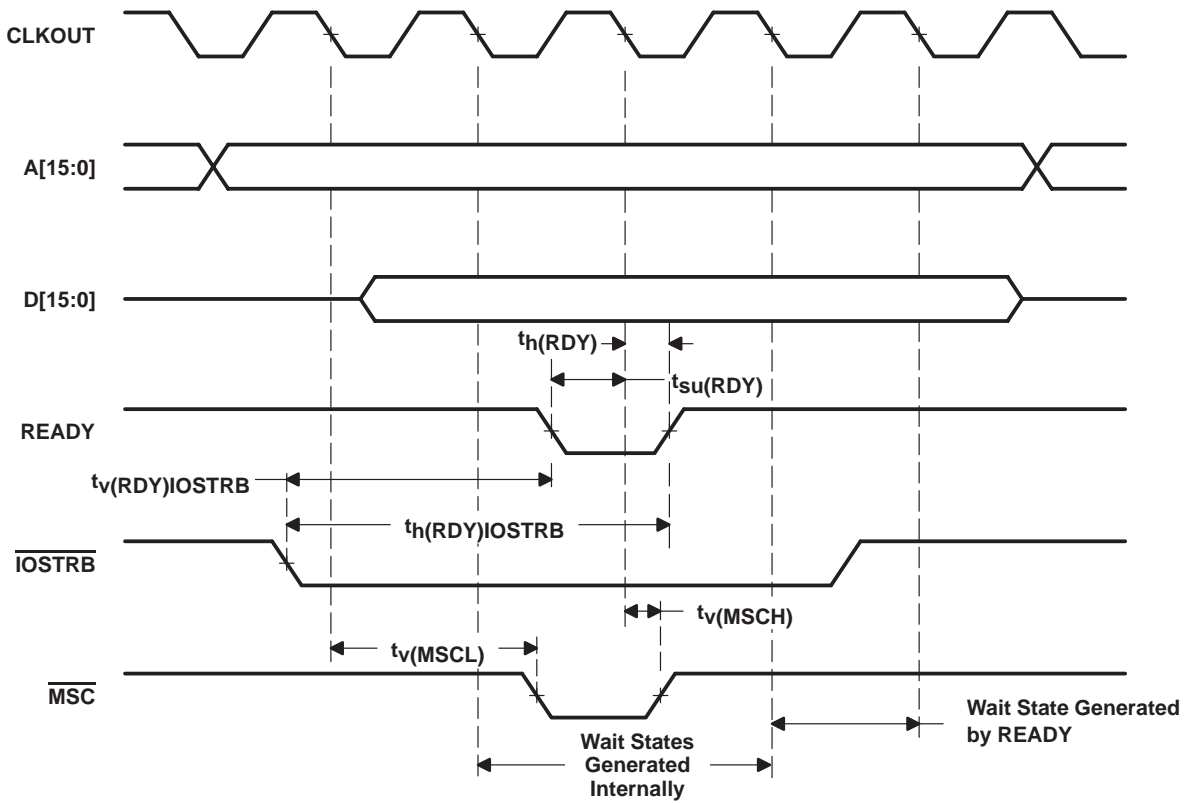 CLKOUT
A[15:0]
D[15:0]
th(RDY)
tsu(RDY)
READY
tv(RDY)IOSTRB
th(RDY)IOSTRB
IOSTRB
tv(MSCH)
tv(MSCL)
MSC
Wait State Generated
by READY
Wait States
Generated
Internally